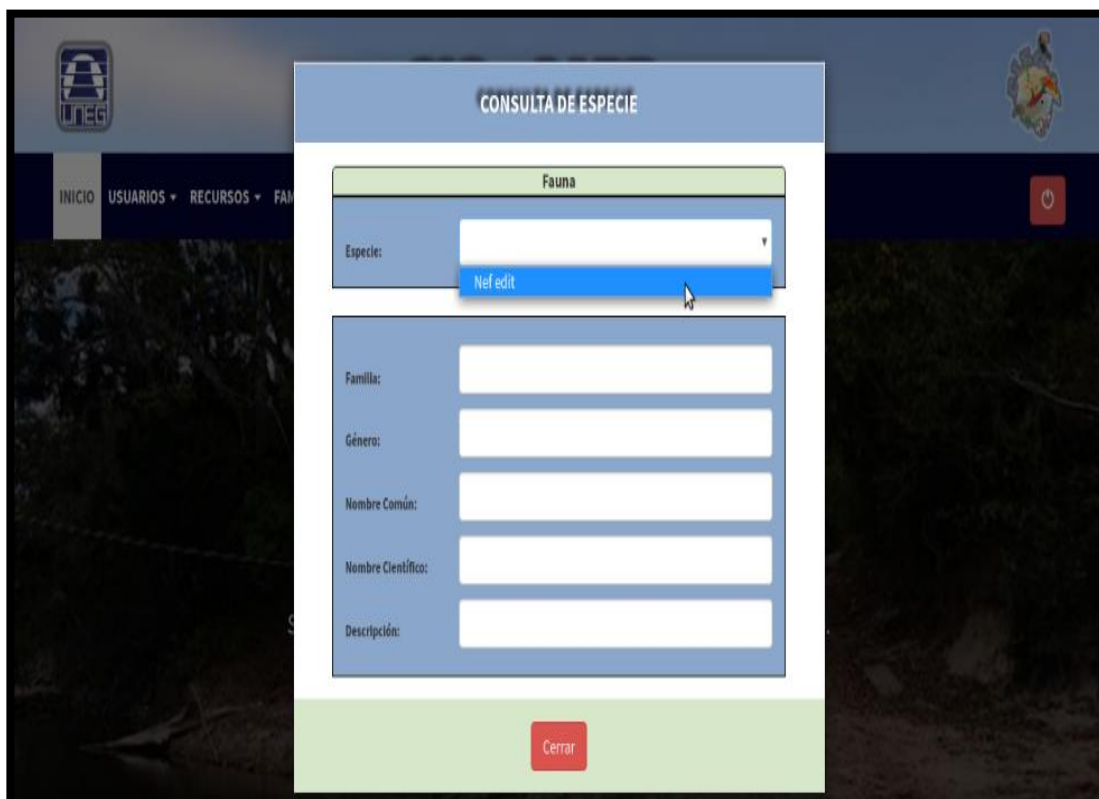 UNEG
CONSULTA DE ESPECIE
INICIO USUARIOS RECURSOS
Fauna
Especie:
Nef edit
Familia:
Género:
Nombre Común:
Nombre Científico:
Descripción:
Cerrar